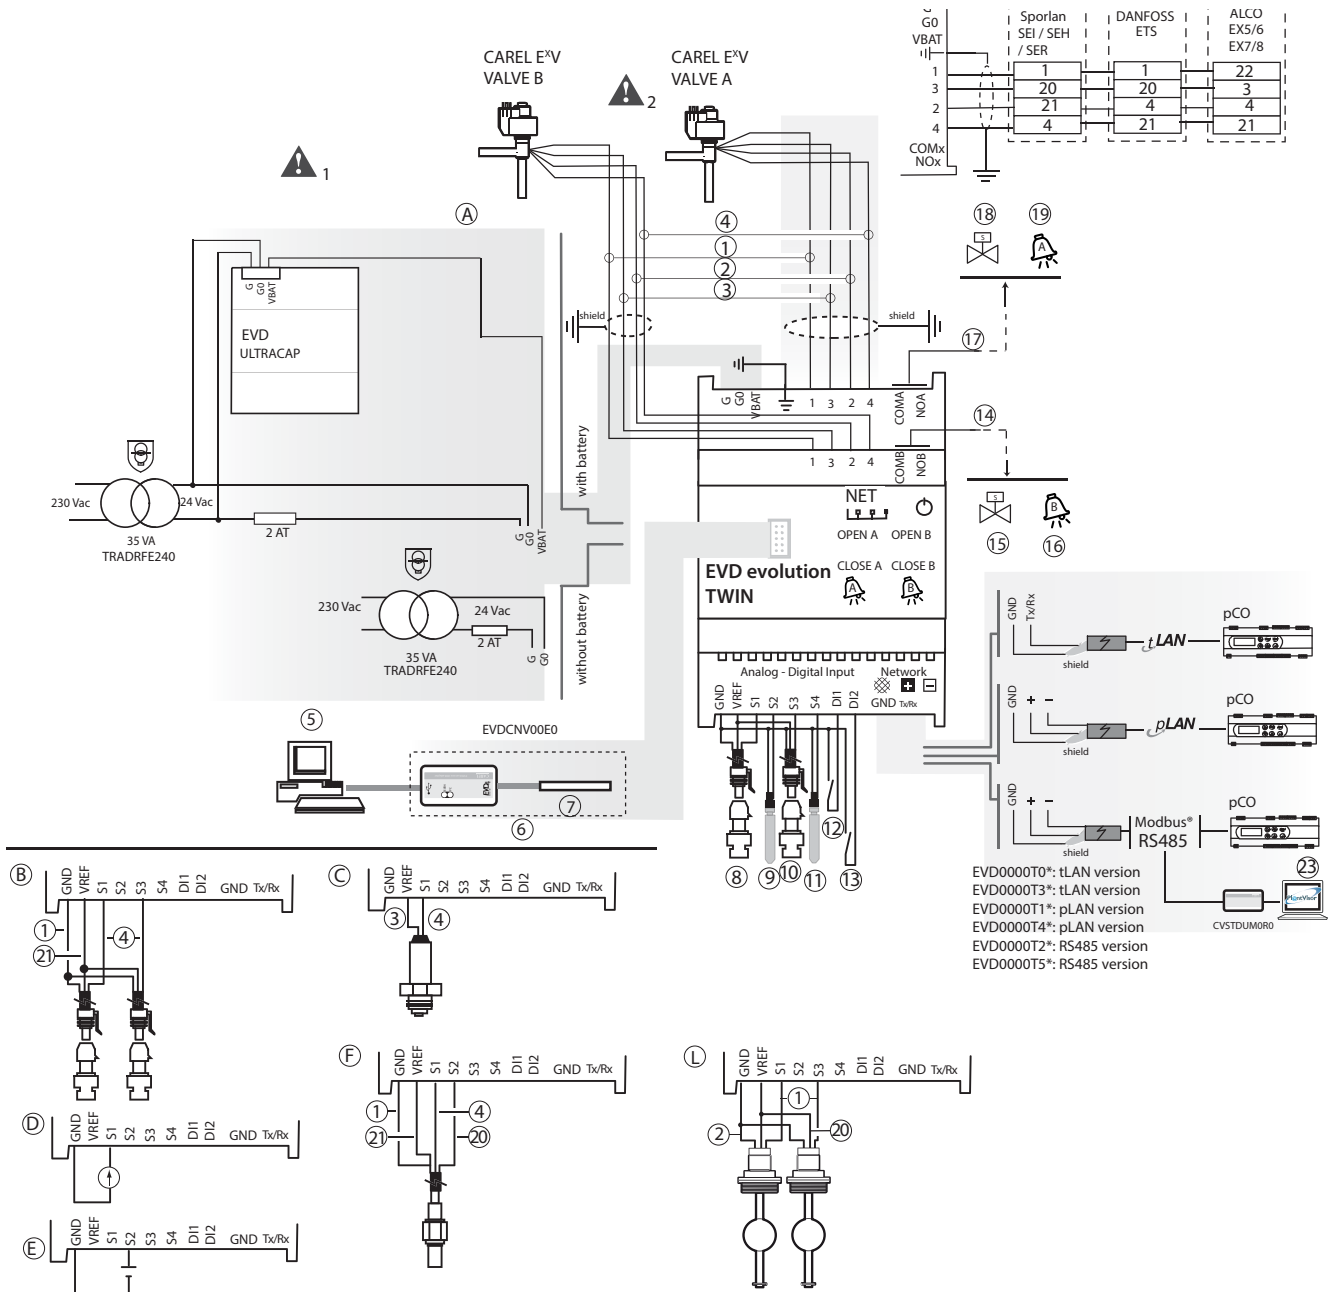 CAREL EXV
VALVE B
CAREL EXV
VALVE A
2
1
G0
VBAT
1
3
2
4
COMx
NOx
Sporlan
SEI / SEH
/ SER
1
20
21
4
DANFOSS
ETS
1
20
4
21
ALCO
EX5/6
EX7/8
22
3
4
21
A
4
1
2
3
18
19
S
A
17
shield
shield
G
G0
VBAT
EVD
ULTRACAP
G
G0
VBAT
1 3 2 4
COMA
NOA
14
1 3 2 4
COMB
NOB
S
B
15
16
with battery
without battery
230 Vac
24 Vac
2 AT
35 VA
TRADRFE240
G
G0
VBAT
230 Vac
24 Vac
2 AT
35 VA
TRADRFE240
G
G0
NET
OPEN A OPEN B
CLOSE A CLOSE B
A B
EVD evolution
TWIN
Analog - Digital Input
Network
GND
VREF
S1
S2
S3
S4
DI1
DI2
GND Tx/Rx
GND
Tx/Rx
shield
tLAN
pCO
GND
+ −
shield
pLAN
pCO
GND
+ −
shield
Modbus®
RS485
pCO
23
PlantVisor
CVSTDUM0R0
EVD0000T0*: tLAN version
EVD0000T3*: tLAN version
EVD0000T1*: pLAN version
EVD0000T4*: pLAN version
EVD0000T2*: RS485 version
EVD0000T5*: RS485 version
5
EVDCNV00E0
7
6
8
9
10
11
12
13
B
GND
VREF
S1
S2
S3
S4
DI1
DI2
GND Tx/Rx
1
21
4
C
GND
VREF
S1
S2
S3
S4
DI1
DI2
GND Tx/Rx
3
4
D
GND
VREF
S1
S2
S3
S4
DI1
DI2
GND Tx/Rx
E
GND
VREF
S1
S2
S3
S4
DI1
DI2
GND Tx/Rx
F
GND
VREF
S1
S2
S3
S4
DI1
DI2
GND Tx/Rx
1
21
4
20
L
GND
VREF
S1
S2
S3
S4
DI1
DI2
GND Tx/Rx
1
2
20